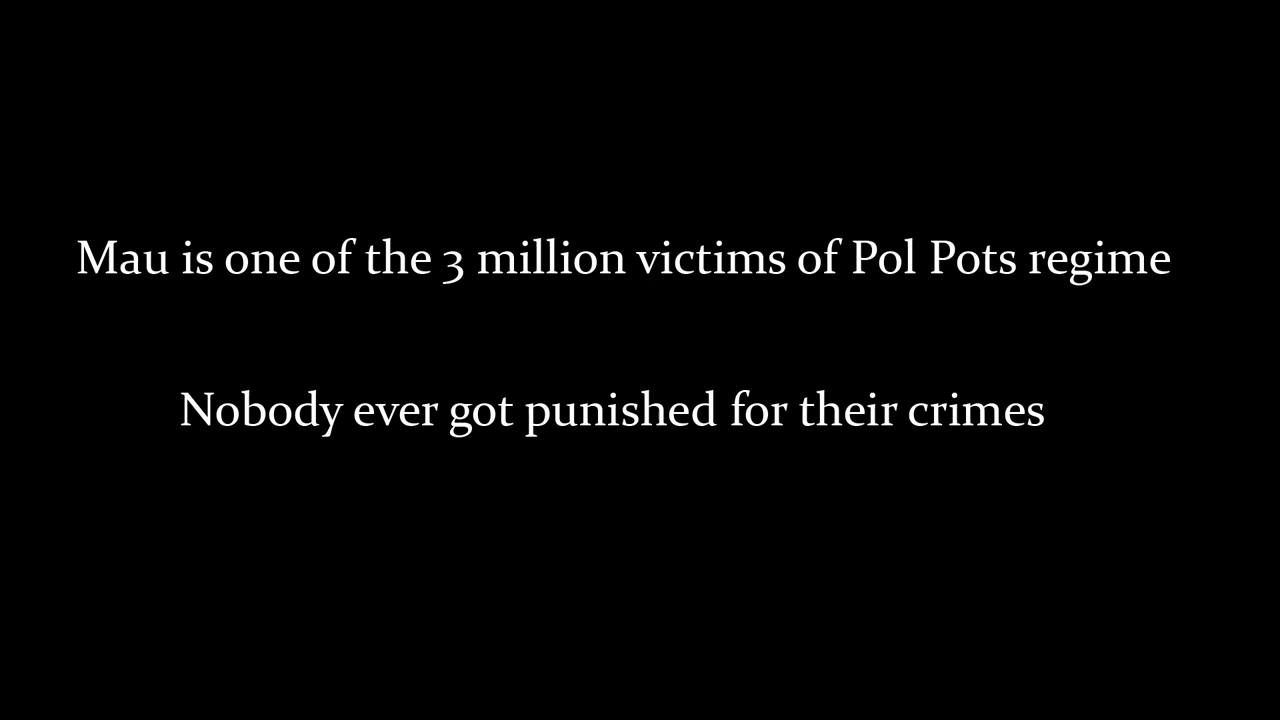 Mau is one of the 3 million victims of Pol Pots regime
Nobody ever got punished for their crimes